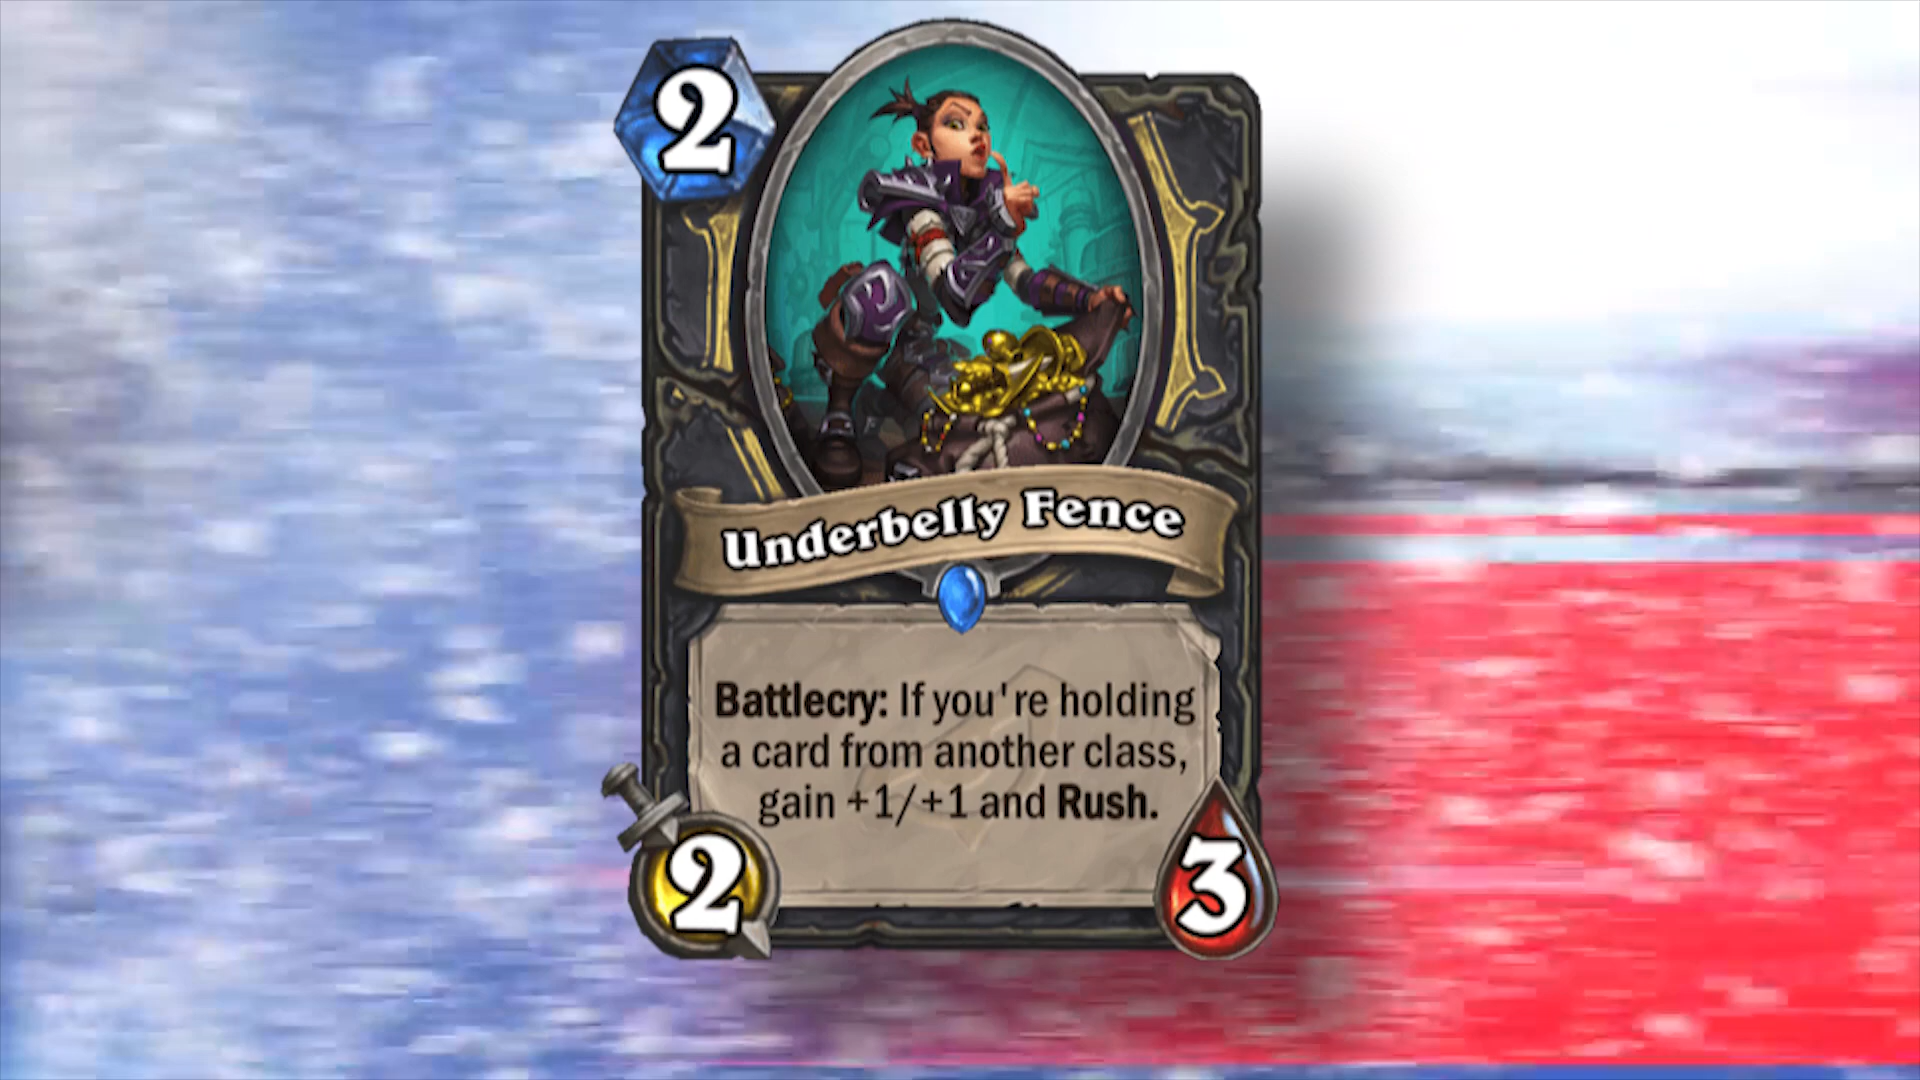 2
Underbelly Fence
Battlecry: If you're holding
a card from another class,
gain +1/+1 and Rush.
2
3